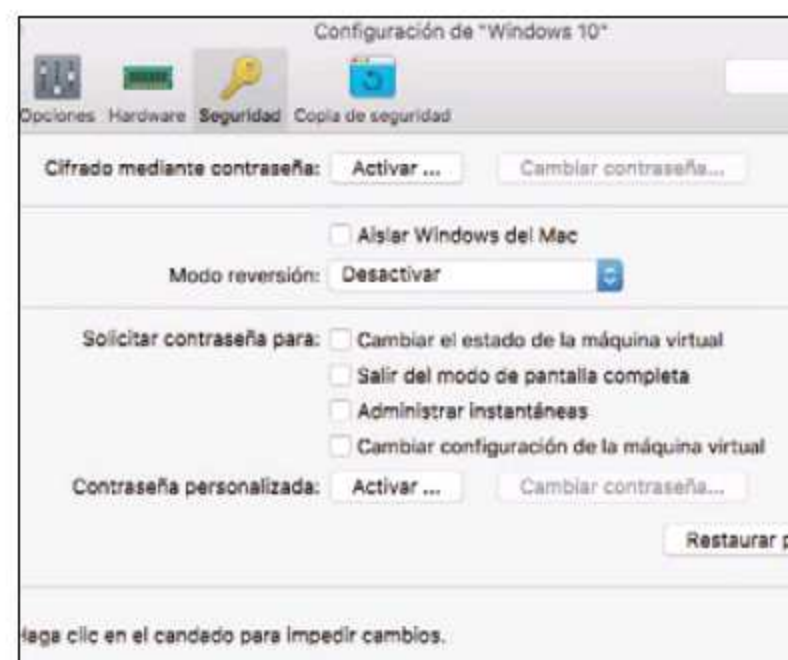 Configuración de "Windows 10"
Opciones Hardware Seguridad Copia de seguridad
Cifrado mediante contraseña: Activar ... Cambiar contraseña...
Aislar Windows del Mac
Modo reversión: Desactivar
Solicitar contraseña para: Cambiar el estado de la máquina virtual
Salir del modo de pantalla completa
Administrar instantáneas
Cambiar configuración de la máquina virtual
Contraseña personalizada: Activar ... Cambiar contraseña...
Restaurar p
Haga clic en el candado para impedir cambios.